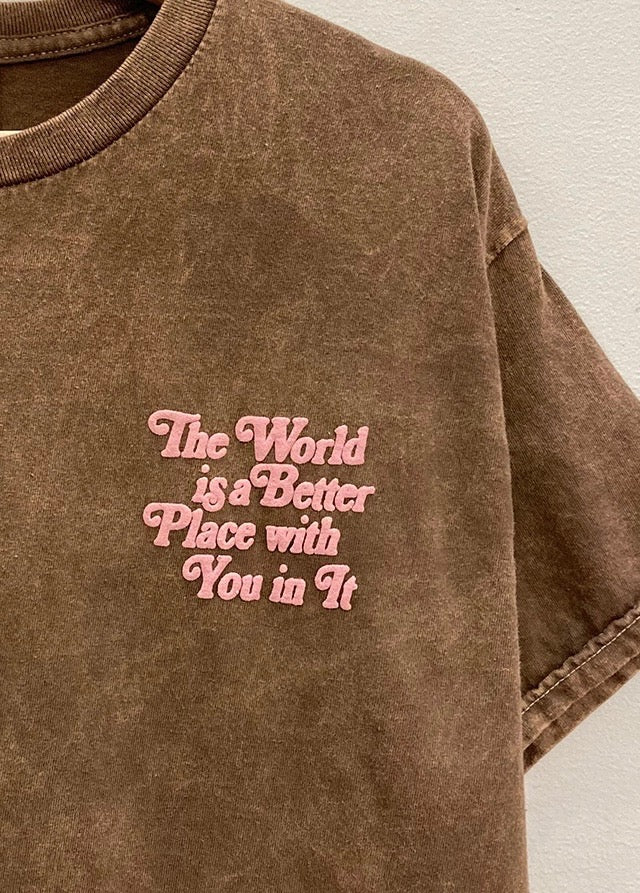 The World
is a Better
Place with
You in It